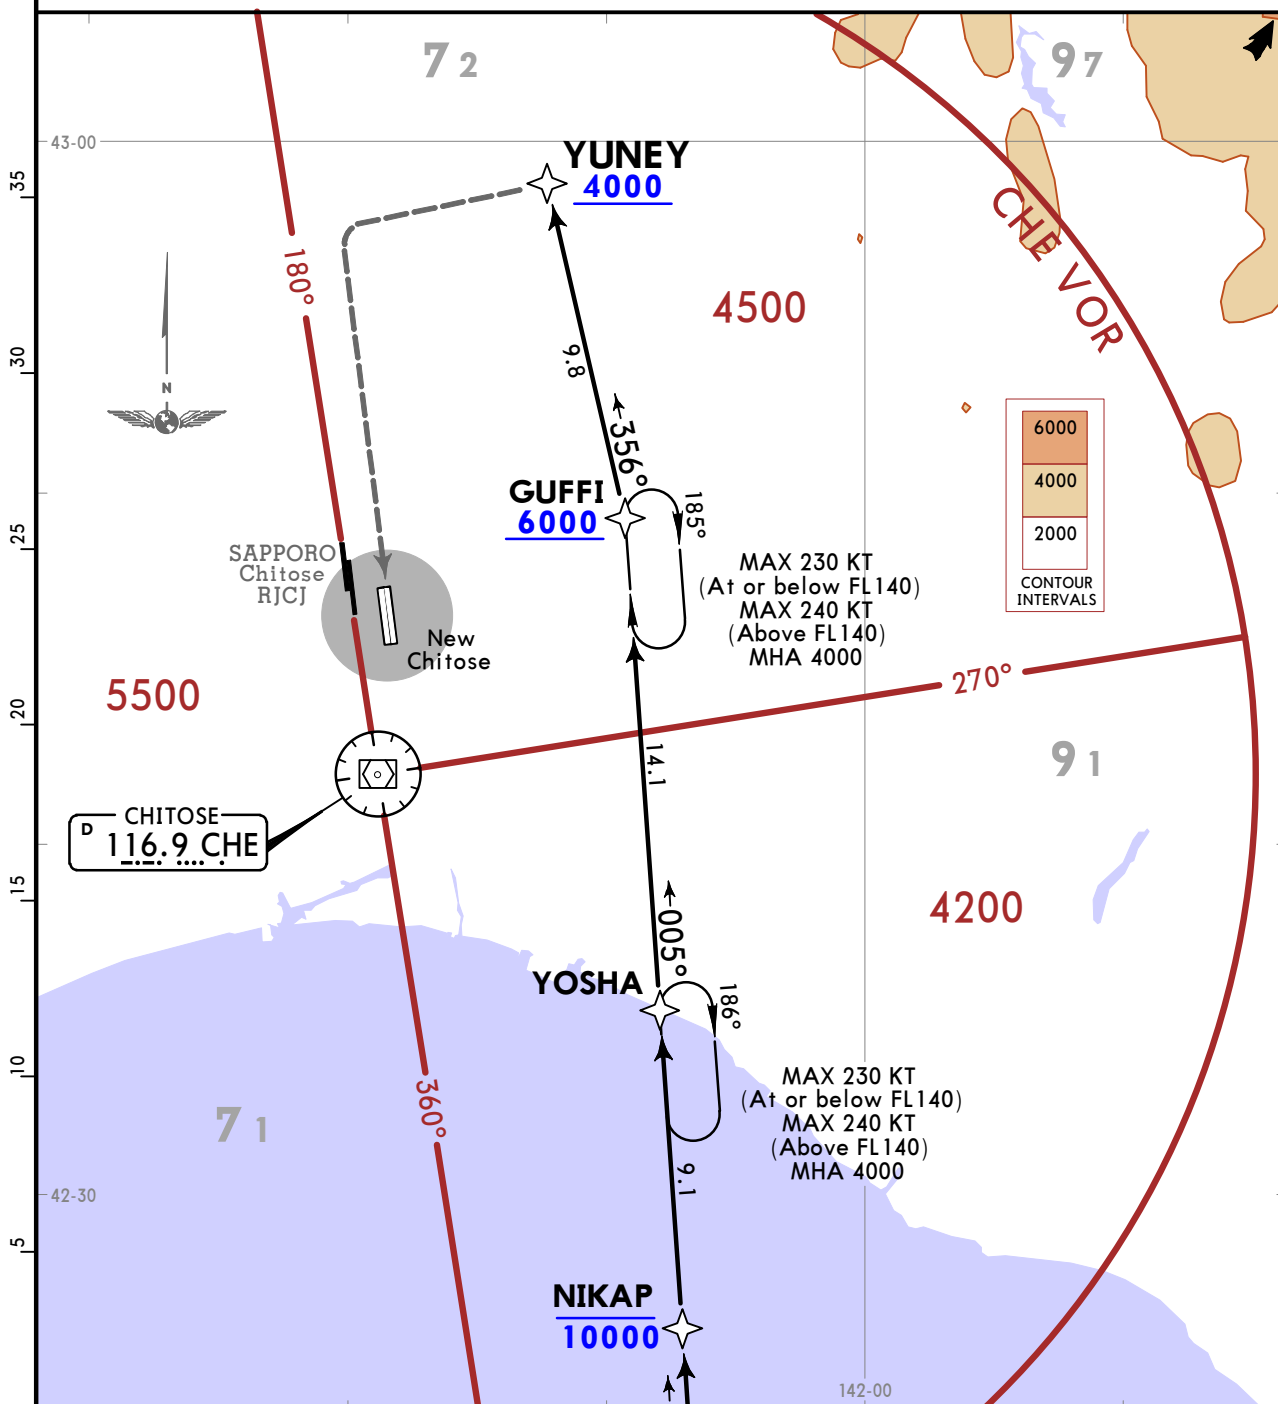 7 2
9 7
43-00
YUNEY
4000
35
CHE VOR
180°
4500
9.8
30
N
356°
6000
4000
2000
CONTOUR
INTERVALS
GUFFI
6000
185°
25
SAPPORO
Chitose
RJCJ
New
Chitose
MAX 230 KT
(At or below FL140)
MAX 240 KT
(Above FL140)
MHA 4000
270°
5500
20
14.1
9 1
CHITOSE
D 116.9 CHE
15
4200
005°
YOSHA
186°
10
360°
7 1
MAX 230 KT
(At or below FL140)
MAX 240 KT
(Above FL140)
MHA 4000
9.1
42-30
5
NIKAP
10000
142-00